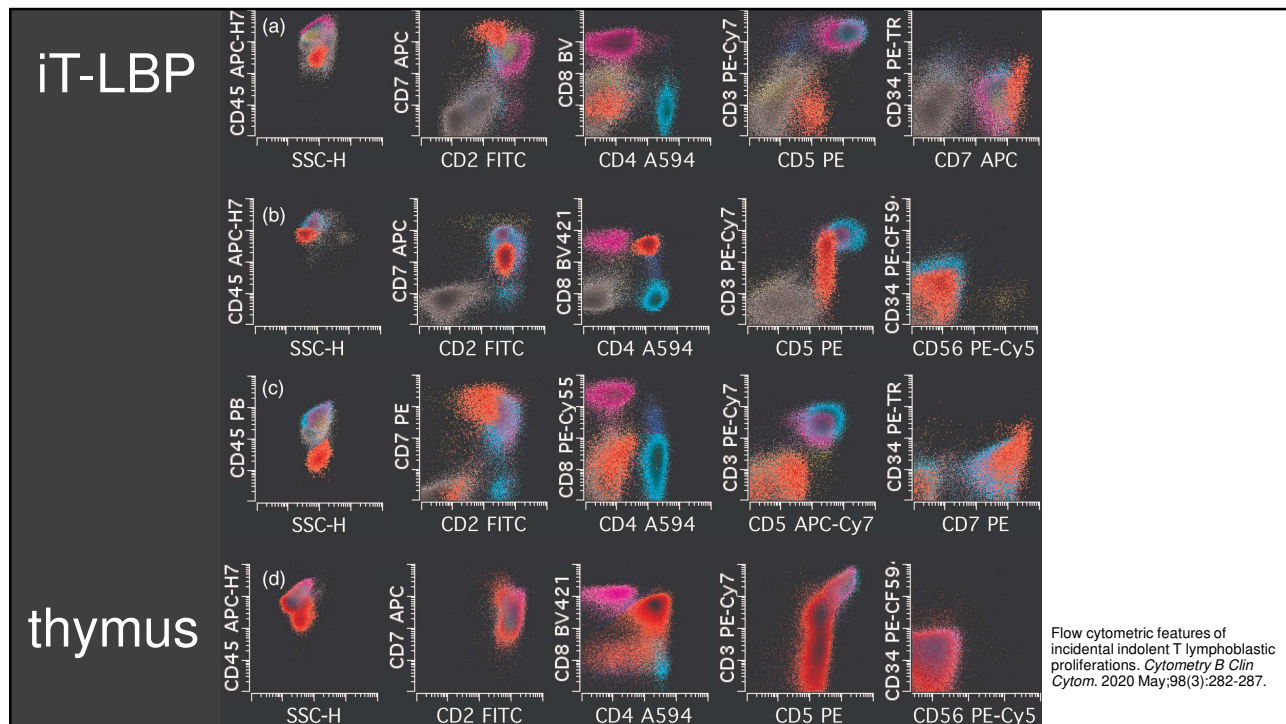 iT-LBP
(a)
CD45 APC-H7
SSC-H
CD7 APC
CD2 FITC
CD8 BV
CD4 A594
CD3 PE-Cy7
CD5 PE
CD34 PE-TR
CD7 APC
(b)
CD45 APC-H7
SSC-H
CD7 APC
CD2 FITC
CD8 BV421
CD4 A594
CD3 PE-Cy7
CD5 PE
CD34 PE-CF59
CD56 PE-Cy5
(c)
CD45 PB
SSC-H
CD7 PE
CD2 FITC
CD8 PE-Cy55
CD4 A594
CD3 PE-Cy7
CD5 APC-Cy7
CD34 PE-TR
CD7 PE
thymus
(d)
CD45 APC-H7
SSC-H
CD7 APC
CD2 FITC
CD8 BV421
CD4 A594
CD3 PE-Cy7
CD5 PE
CD34 PE-CF59
CD56 PE-Cy5
Flow cytometric features of
incidental indolent T lymphoblastic
proliferations. Cytometry B Clin
Cytom. 2020 May;98(3):282-287.